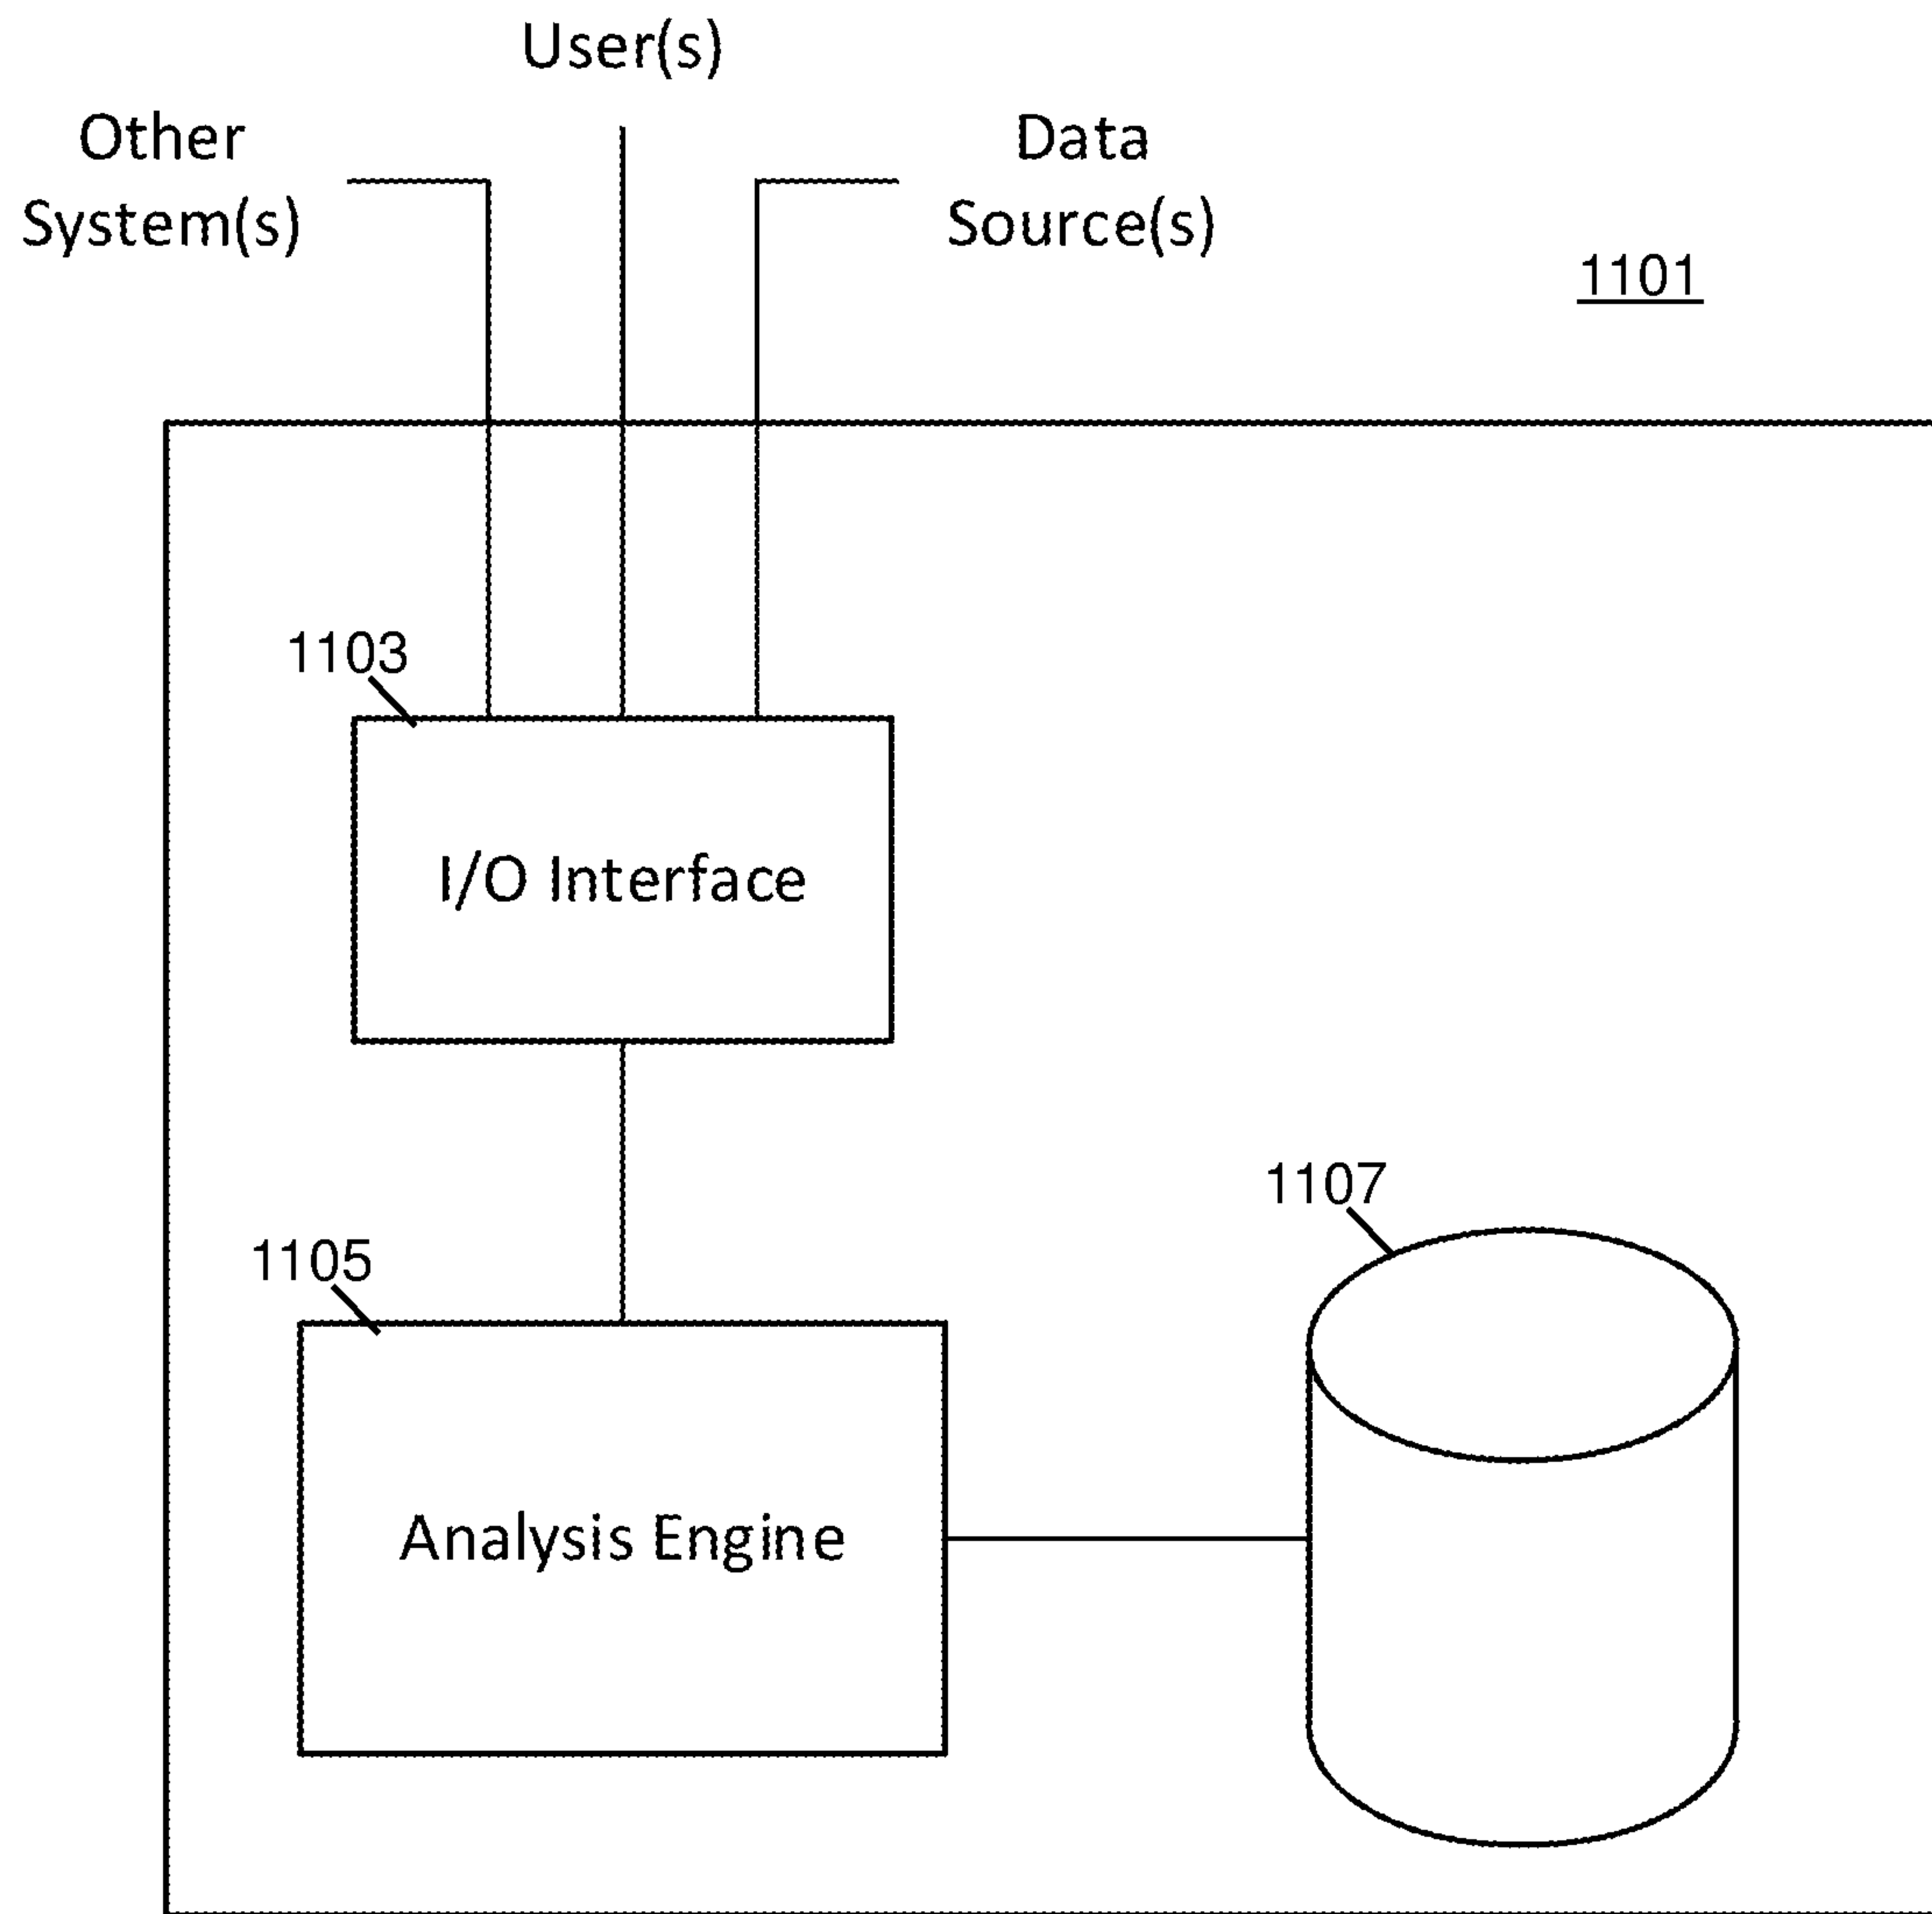 User(s)
Other
System(s)
Data
Source(s)
1101
1103
I/O Interface
1107
1105
Analysis Engine